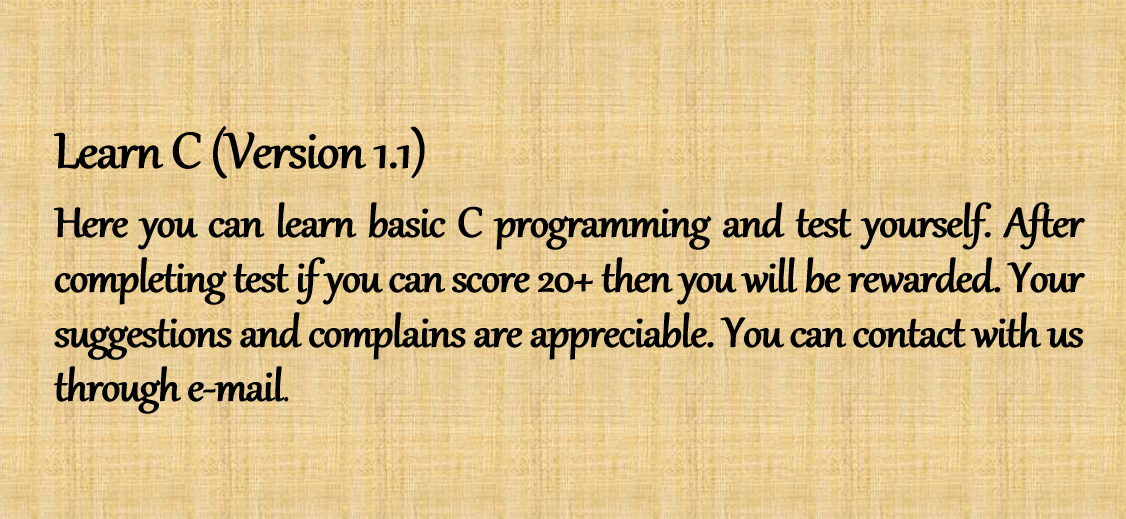 Learn C (Version 1.1)
Here you can learn basic C programming and test yourself. After
completing test if you can score 20+ then you will be rewarded. Your
suggestions and complains are appreciable. You can contact with us
through e-mail.